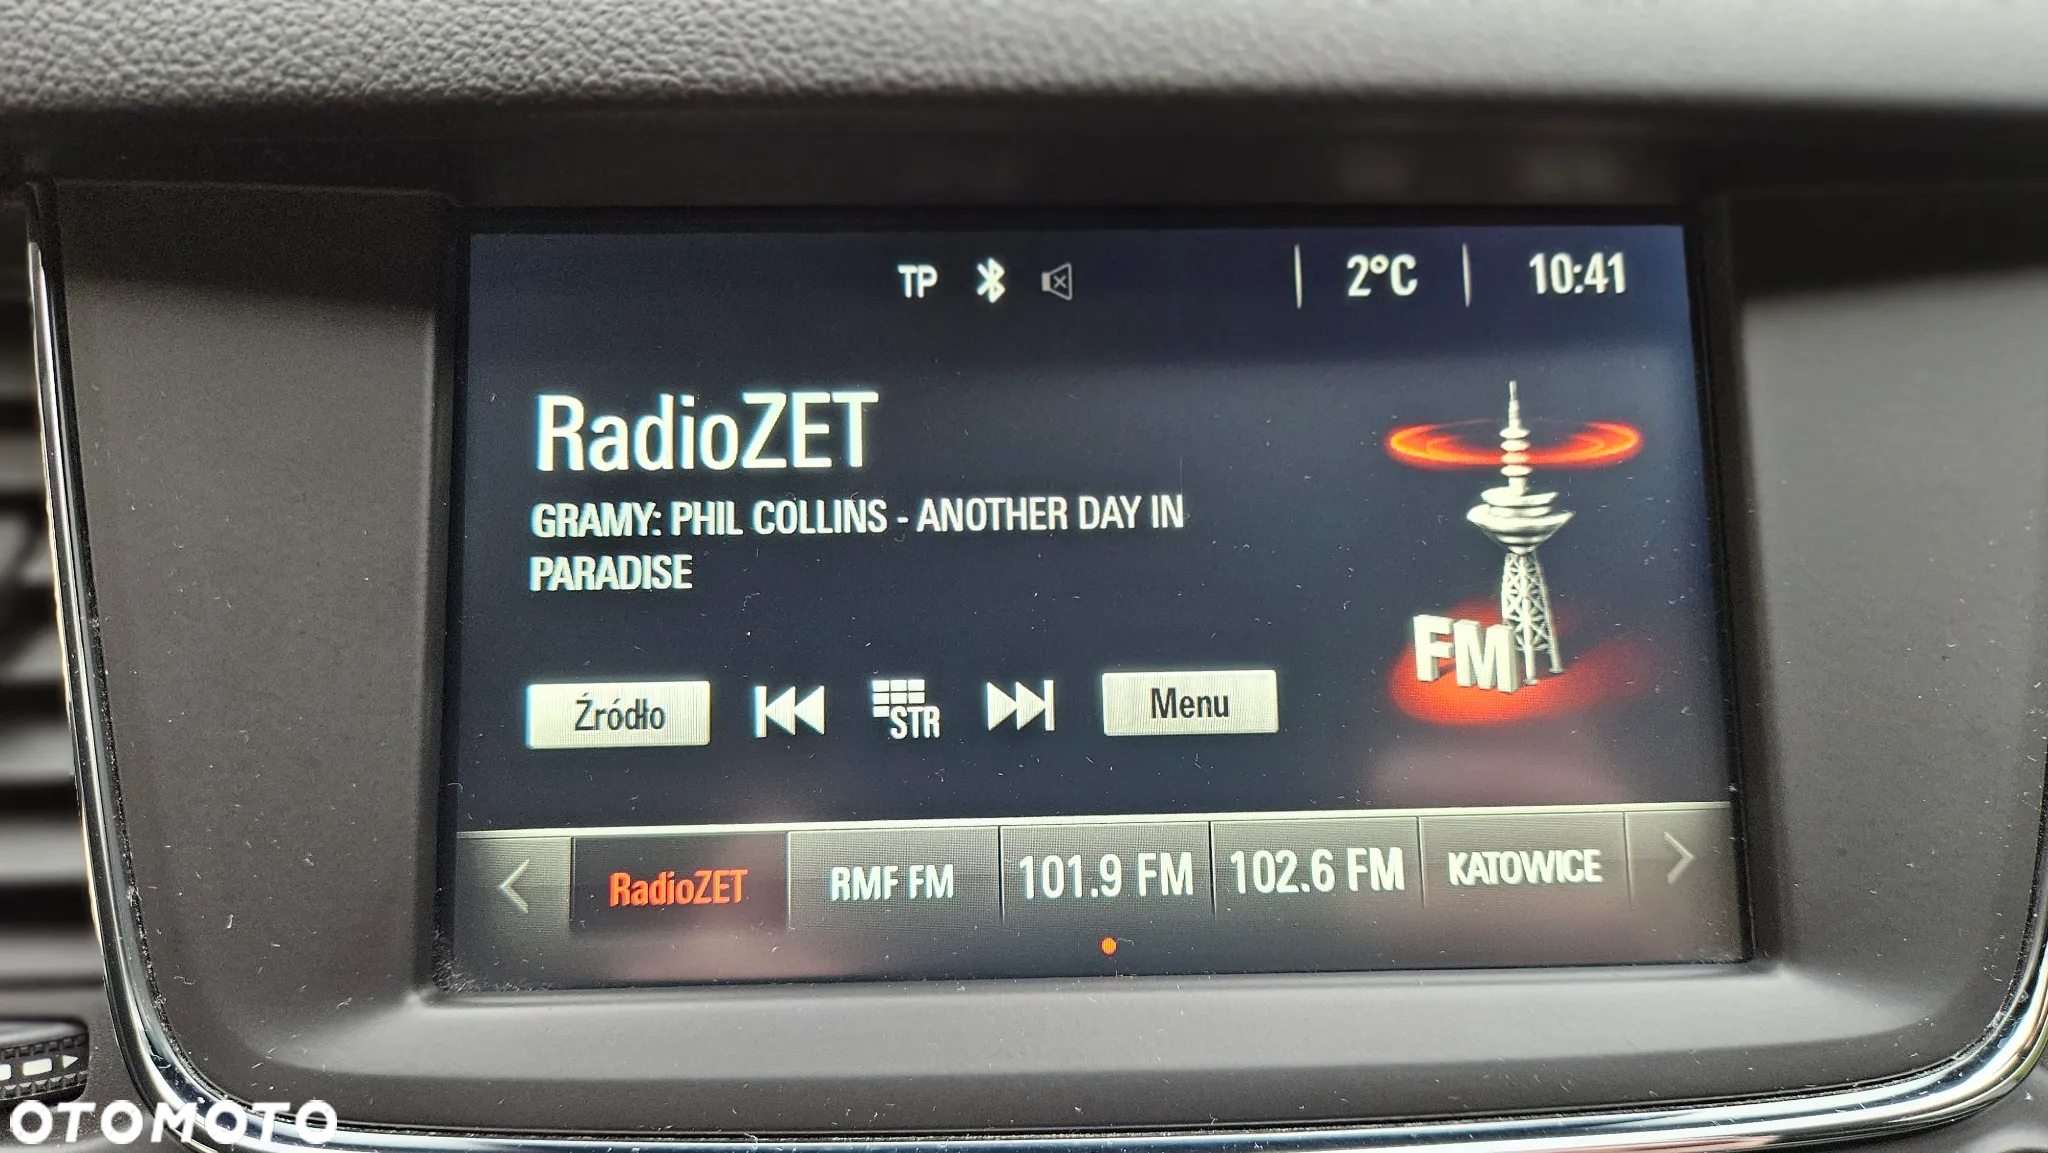 TP 2°C 10:41
RadioZET
GRAMY: PHIL COLLINS - ANOTHER DAY IN
PARADISE
FM
Źródło STR Menu
RadioZET RMF FM 101.9 FM 102.6 FM KATOWICE
OTOMOTO